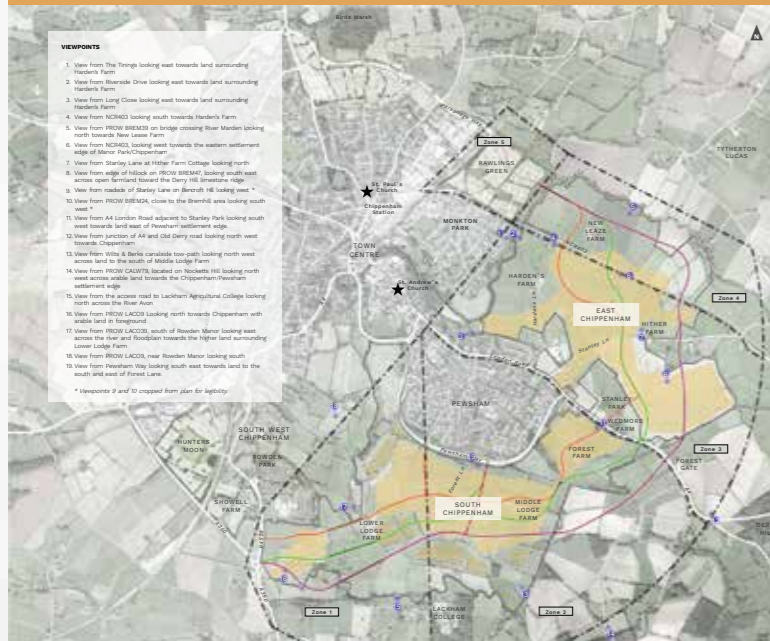 Birds Marsh
N
VIEWPOINTS
1. View from The Tinings looking east towards land surrounding
Harden's Farm
2. View from Riverside Drive looking east towards land surrounding
Harden's Farm
3. View from Long Close looking east towards land surrounding
Harden's Farm
4. View from NCR403 looking south towards Harden's Farm
5. View from PROW BREM39 on bridge crossing River Marden looking
north towards New Lease Farm
6. View from NCR403, looking west towards the eastern settlement
edge of Manor Park/Chippenham
7. View from Stanley Lane at Hither Farm Cottage looking north
8. View from edge of hillock on PROW BREM47, looking south east
across open farmland toward the Derry Hill limestone ridge
9. View from roadside of Stanley Lane on Bencroft Hill looking west *
10. View from PROW BREM24, close to the Bremhill area looking south
west *
11. View from A4 London Road adjacent to Stanley Park looking south
west towards land east of Pewsham settlement edge.
12. View from junction of A4 and Old Derry road looking north west
towards Chippenham
13. View from Wilts & Berks canalside tow-path looking north west
across land to the south of Middle Lodge Farm
14. View from PROW CALW79, located on Nocketts Hill looking north
west across arable land towards the Chippenham/Pewsham
settlement edge
15. View from the access road to Lackham Agricultural College looking
north across the River Avon
16. View from PROW LACO9 Looking north towards Chippenham with
arable land in foreground
17. View from PROW LACO39, south of Rowden Manor looking east
across the river and floodplain towards the higher land surrounding
Lower Lodge Farm
18. View from PROW LACO9, near Rowden Manor looking south
19. View from Pewsham Way looking south east towards land to the
south and east of Forest Lane.
* Viewpoints 9 and 10 cropped from plan for legibility.
Zone 5
RAWLINGS
GREEN
TYTHERTON
LUCAS
St. Paul's
Church
Chippenham
Station
MONKTON
PARK
NEW
LEAZE
FARM
TOWN
CENTRE
HARDEN'S
FARM
St. Andrew's
Church
Hardens Ln
Zone 4
EAST
CHIPPENHAM
HITHER
FARM
Stanley Ln
London Road
PEWSHAM
STANLEY
PARK
WEDMORE
FARM
SOUTH WEST
CHIPPENHAM
HUNTERS
MOON
ROWDEN
PARK
Pewsham Way
FOREST
FARM
Zone 3
FOREST
GATE
A4
Forest Ln
SHOWELL
FARM
SOUTH
CHIPPENHAM
MIDDLE
LODGE
FARM
LOWER
LODGE
FARM
A350
Zone 1
LACKHAM
COLLEGE
Zone 2